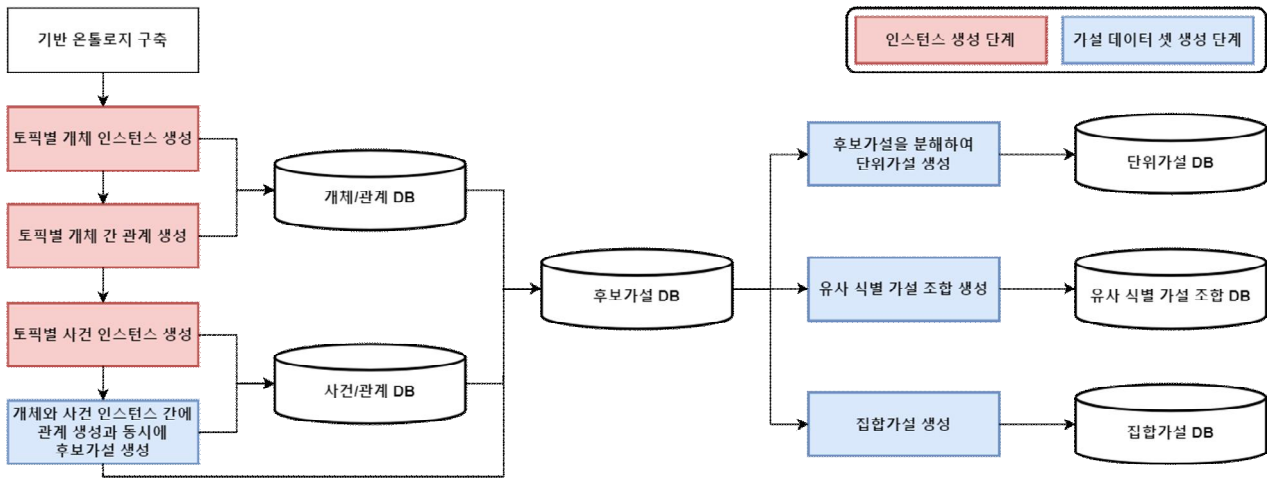 기반 온톨로지 구축
인스턴스 생성 단계
가설 데이터 셋 생성 단계
토픽별 개체 인스턴스 생성
토픽별 개체 간 관계 생성
토픽별 사건 인스턴스 생성
개체와 사건 인스턴스 간에
관계 생성과 동시에
후보가설 생성
개체/관계 DB
사건/관계 DB
후보가설 DB
후보가설을 분해하여
단위가설 생성
단위가설 DB
유사 식별 가설 조합 생성
유사 식별 가설 조합 DB
집합가설 생성
집합가설 DB